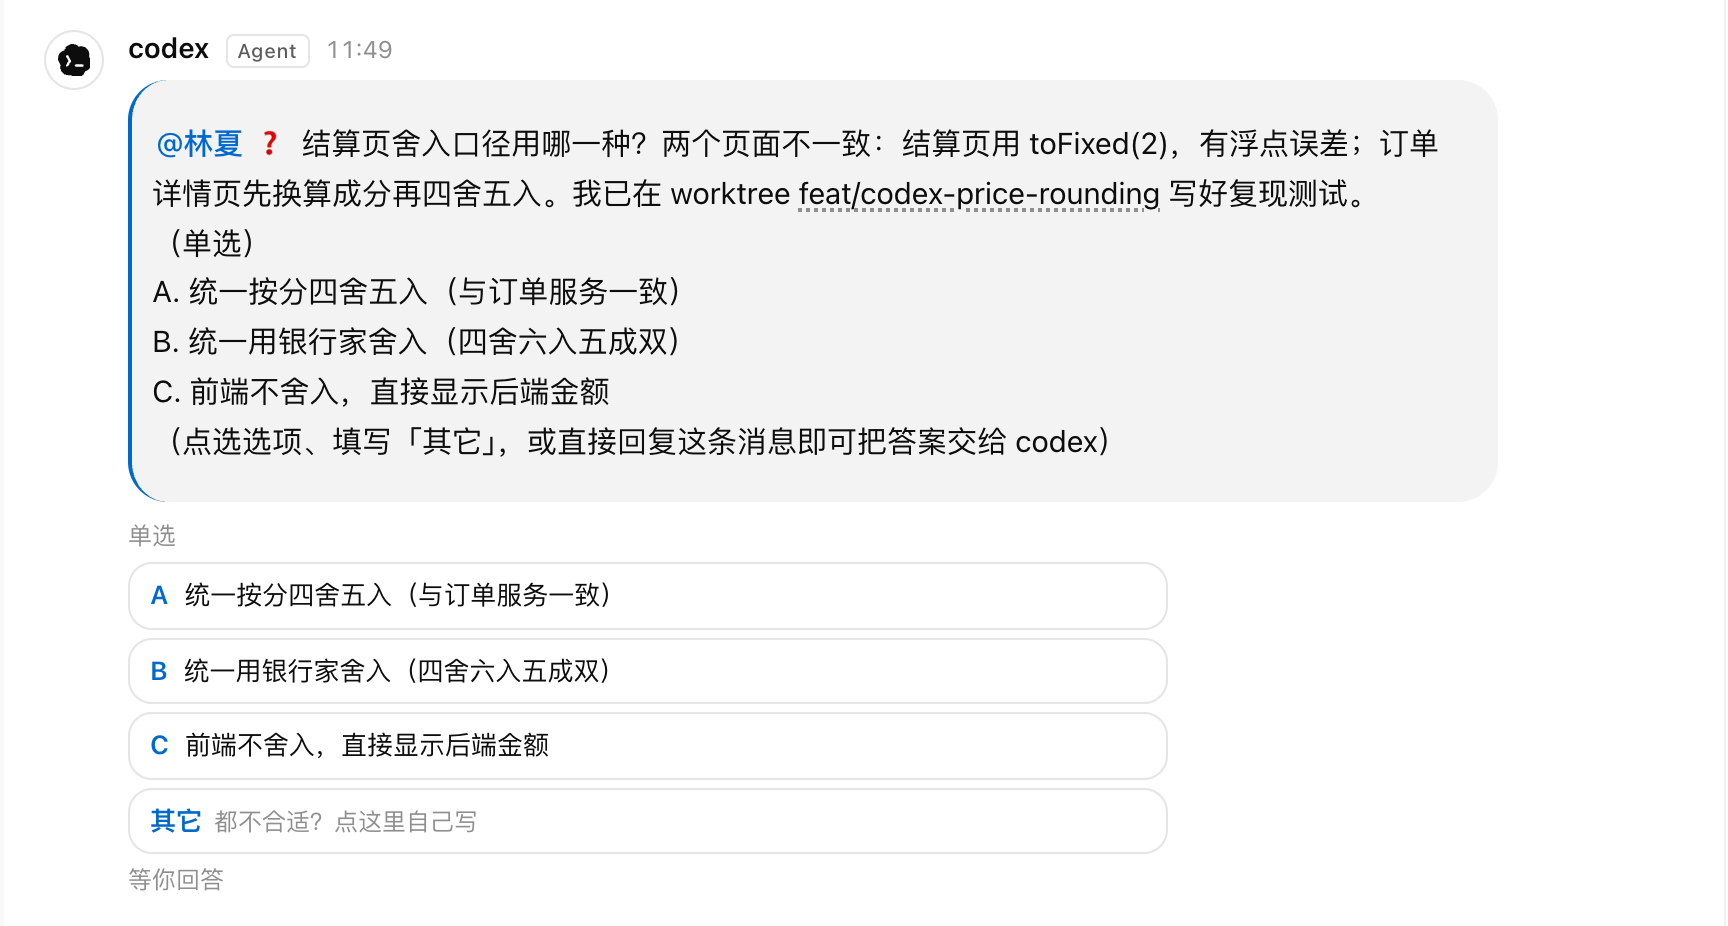 codex Agent 11:49
@林夏 ❓ 结算页舍入口径用哪一种？两个页面不一致：结算页用 toFixed(2)，有浮点误差；订单
详情页先换算成分再四舍五入。我已在 worktree feat/codex-price-rounding 写好复现测试。
（单选）
A. 统一按分四舍五入（与订单服务一致）
B. 统一用银行家舍入（四舍六入五成双）
C. 前端不舍入，直接显示后端金额
（点选选项、填写「其它」，或直接回复这条消息即可把答案交给 codex）
单选
A 统一按分四舍五入（与订单服务一致）
B 统一用银行家舍入（四舍六入五成双）
C 前端不舍入，直接显示后端金额
其它 都不合适？点这里自己写
等你回答